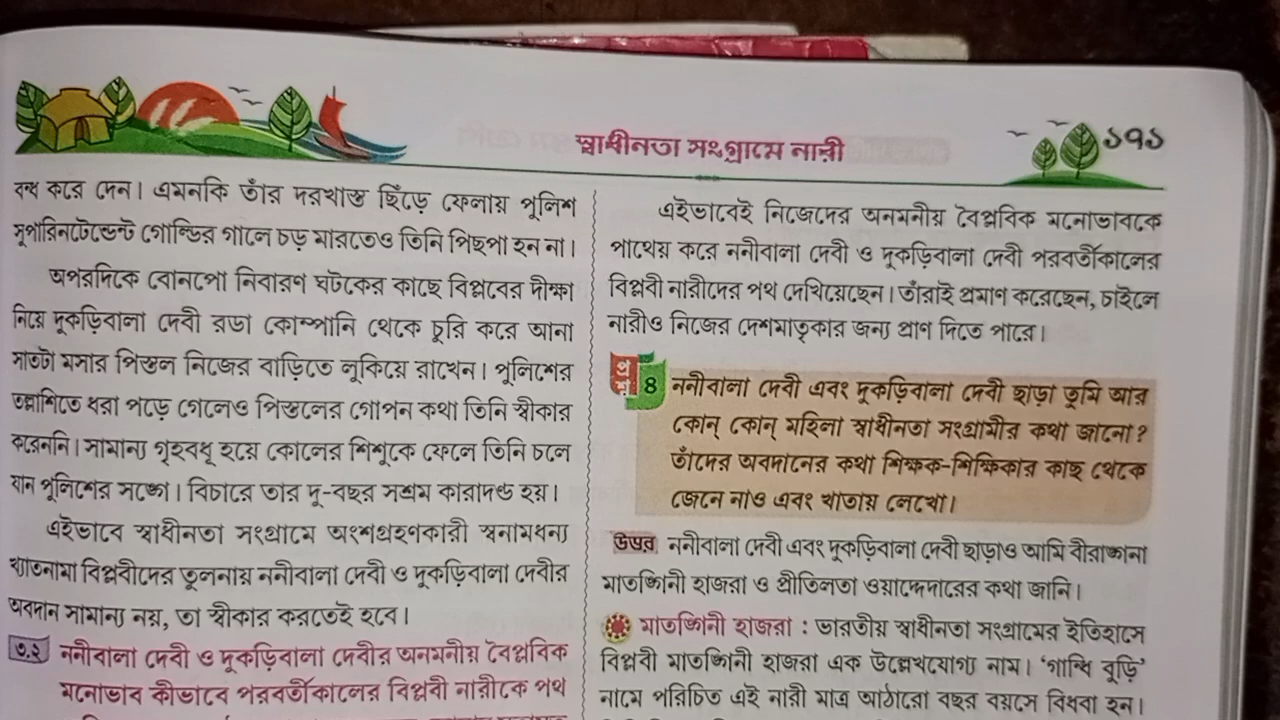 স্বাধীনতা সংগ্রামে নারী
১৭১
বন্ধ করে দেন। এমনকি তাঁর দরখাস্ত ছিঁড়ে ফেলায় পুলিশ
সুপারিনটেন্ডেন্ট গোল্ডির গালে চড় মারতেও তিনি পিছপা হন না।
অপরদিকে বোনপো নিবারণ ঘটকের কাছে বিপ্লবের দীক্ষা
নিয়ে দুকড়িবালা দেবী রডা কোম্পানি থেকে চুরি করে আনা
সাতটা মসার পিস্তল নিজের বাড়িতে লুকিয়ে রাখেন। পুলিশের
তল্লাশিতে ধরা পড়ে গেলেও পিস্তলের গোপন কথা তিনি স্বীকার
করেননি। সামান্য গৃহবধূ হয়ে কোলের শিশুকে ফেলে তিনি চলে
যান পুলিশের সঙ্গে। বিচারে তার দু-বছর সশ্রম কারাদণ্ড হয়।
এইভাবে স্বাধীনতা সংগ্রামে অংশগ্রহণকারী স্বনামধন্য
খ্যাতনামা বিপ্লবীদের তুলনায় ননীবালা দেবী ও দুকড়িবালা দেবীর
অবদান সামান্য নয়, তা স্বীকার করতেই হবে।
৩.২ ননীবালা দেবী ও দুকড়িবালা দেবীর অনমনীয় বৈপ্লবিক
মনোভাব কীভাবে পরবর্তীকালের বিপ্লবী নারীকে পথ
এইভাবেই নিজেদের অনমনীয় বৈপ্লবিক মনোভাবকে
পাথেয় করে ননীবালা দেবী ও দুকড়িবালা দেবী পরবর্তীকালের
বিপ্লবী নারীদের পথ দেখিয়েছেন। তাঁরাই প্রমাণ করেছেন, চাইলে
নারীও নিজের দেশমাতৃকার জন্য প্রাণ দিতে পারে।
প্রশ্ন 4 ননীবালা দেবী এবং দুকড়িবালা দেবী ছাড়া তুমি আর
কোন্ কোন্ মহিলা স্বাধীনতা সংগ্রামীর কথা জানো?
তাঁদের অবদানের কথা শিক্ষক-শিক্ষিকার কাছ থেকে
জেনে নাও এবং খাতায় লেখো।
উত্তর ননীবালা দেবী এবং দুকড়িবালা দেবী ছাড়াও আমি বীরাঙ্গনা
মাতঙ্গিনী হাজরা ও প্রীতিলতা ওয়াদ্দেদারের কথা জানি।
মাতঙ্গিনী হাজরা : ভারতীয় স্বাধীনতা সংগ্রামের ইতিহাসে
বিপ্লবী মাতঙ্গিনী হাজরা এক উল্লেখযোগ্য নাম। ‘গান্ধি বুড়ি’
নামে পরিচিত এই নারী মাত্র আঠারো বছর বয়সে বিধবা হন।